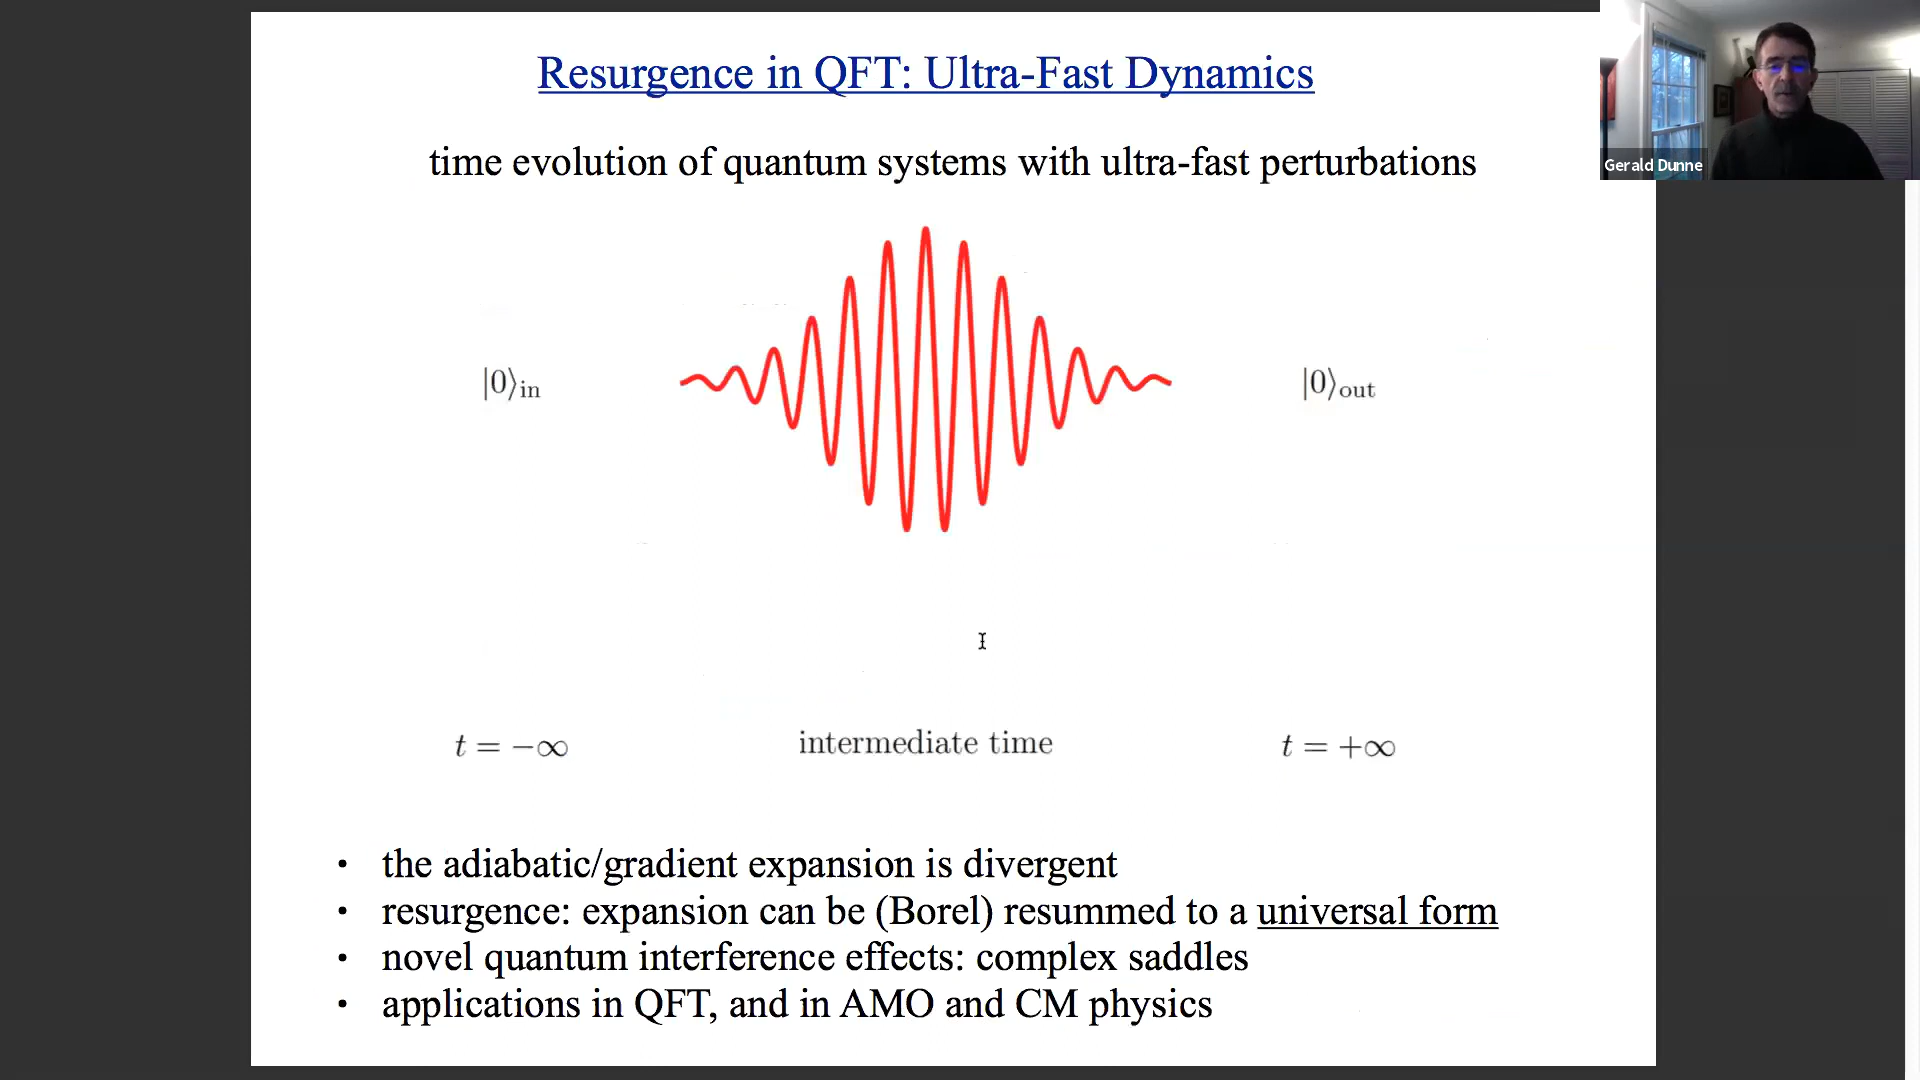 Resurgence in QFT: Ultra-Fast Dynamics
time evolution of quantum systems with ultra-fast perturbations
Gerald Dunne
|0⟩in
|0⟩out
t = −∞
intermediate time
t = +∞
• the adiabatic/gradient expansion is divergent
• resurgence: expansion can be (Borel) resummed to a universal form
• novel quantum interference effects: complex saddles
• applications in QFT, and in AMO and CM physics